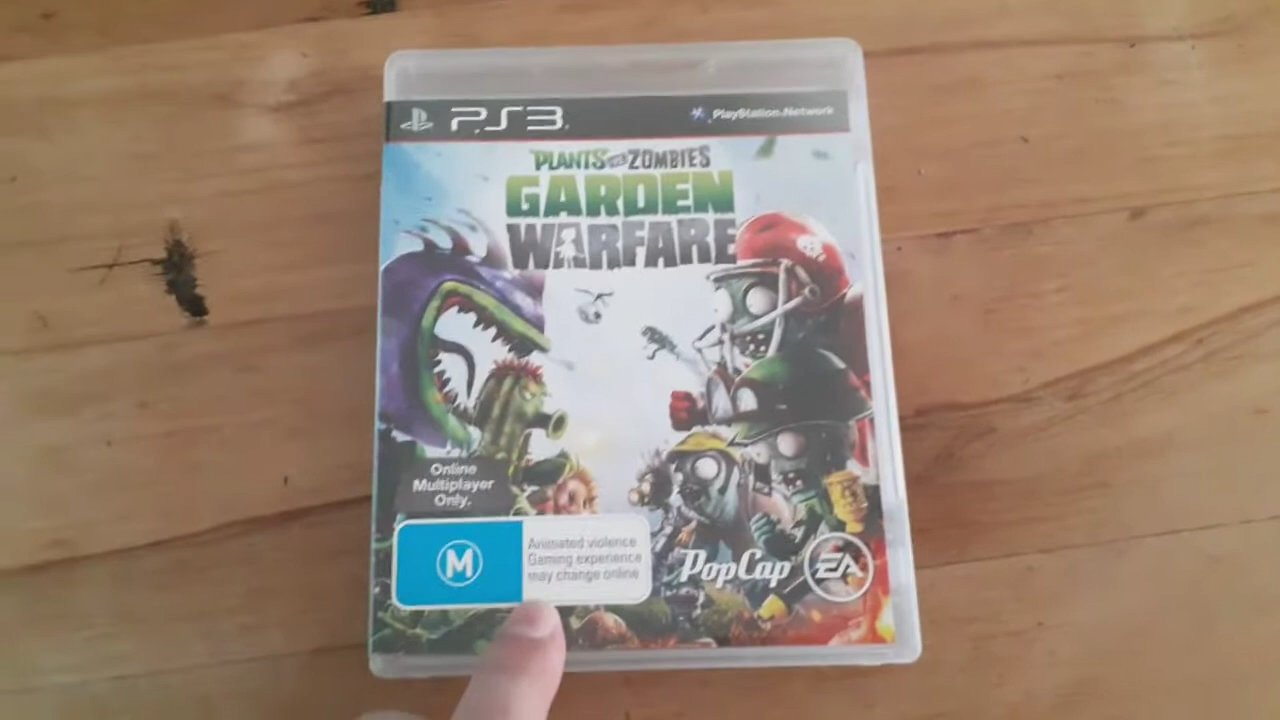 PS3
PlayStation Network
PLANTS VS. ZOMBIES
GARDEN
WARFARE
Online
Multiplayer
Only.
M
Animated violence
Gaming experience
may change online
PopCap
EA